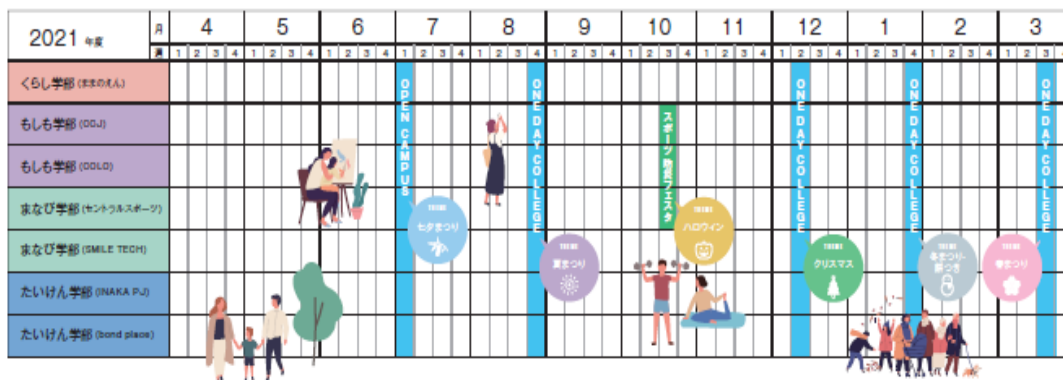 2021 年度 月 4 5 6 7 8 9 10 11 12 1 2 3
週 1 2 3 4 1 2 3 4 1 2 3 4 1 2 3 4 1 2 3 4 1 2 3 4 1 2 3 4 1 2 3 4 1 2 3 4 1 2 3 4 1 2 3 4 1 2 3 4
くらし学部 (ままのえん)
もしも学部 (CCJ)
もしも学部 (COLO)
まなび学部 (セントラルスポーツ)
まなび学部 (SMILE TECH)
たいけん学部 (INAKA PJ)
たいけん学部 (bond place)
OPEN CAMPUS
THEME
七夕まつり
ONE DAY COLLEGE
THEME
夏まつり
スポーツ防災フェスタ
THEME
ハロウィン
ONE DAY COLLEGE
THEME
クリスマス
ONE DAY COLLEGE
THEME
冬まつり・
餅つき
ONE DAY COLLEGE
THEME
春まつり